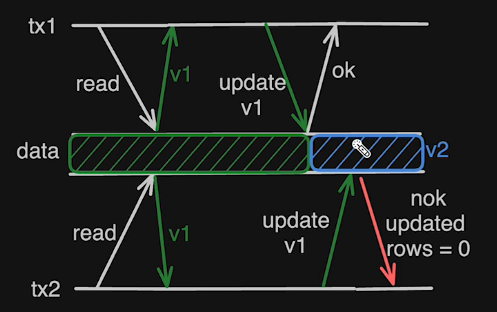 tx1
read
v1
update
v1
ok
data
v2
read
v1
update
v1
nok
updated
rows = 0
tx2